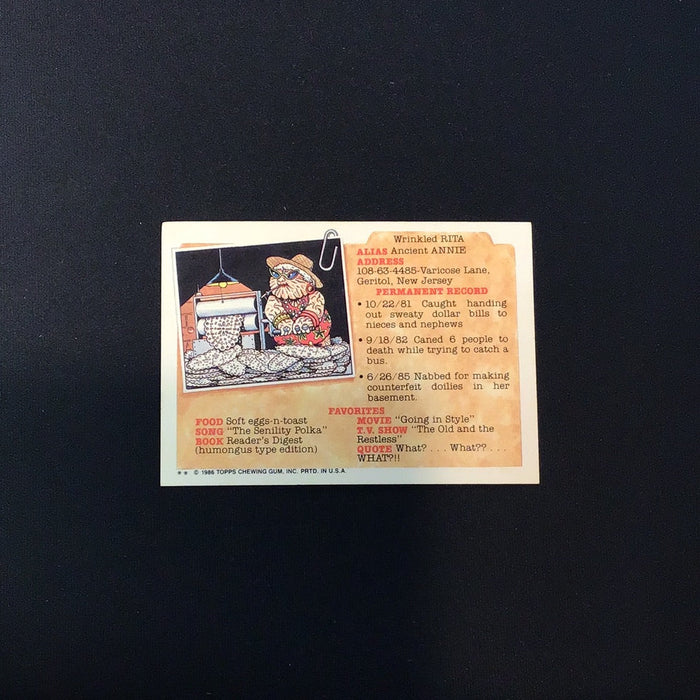 Wrinkled RITA
ALIAS Ancient ANNIE
ADDRESS
108-63-4485-Varicose Lane,
Geritol, New Jersey
PERMANENT RECORD
• 10/22/81 Caught handing
out sweaty dollar bills to
nieces and nephews
• 9/18/82 Caned 6 people to
death while trying to catch a
bus.
• 6/26/85 Nabbed for making
counterfeit doilies in her
basement.
FAVORITES
FOOD Soft eggs-n-toast
SONG "The Senility Polka"
BOOK Reader's Digest
(humongous type edition)
MOVIE "Going in Style"
T.V. SHOW "The Old and the
Restless"
QUOTE What? . . . What?? . . .
WHAT?!!
** © 1986 TOPPS CHEWING GUM, INC. PRTD. IN U.S.A.